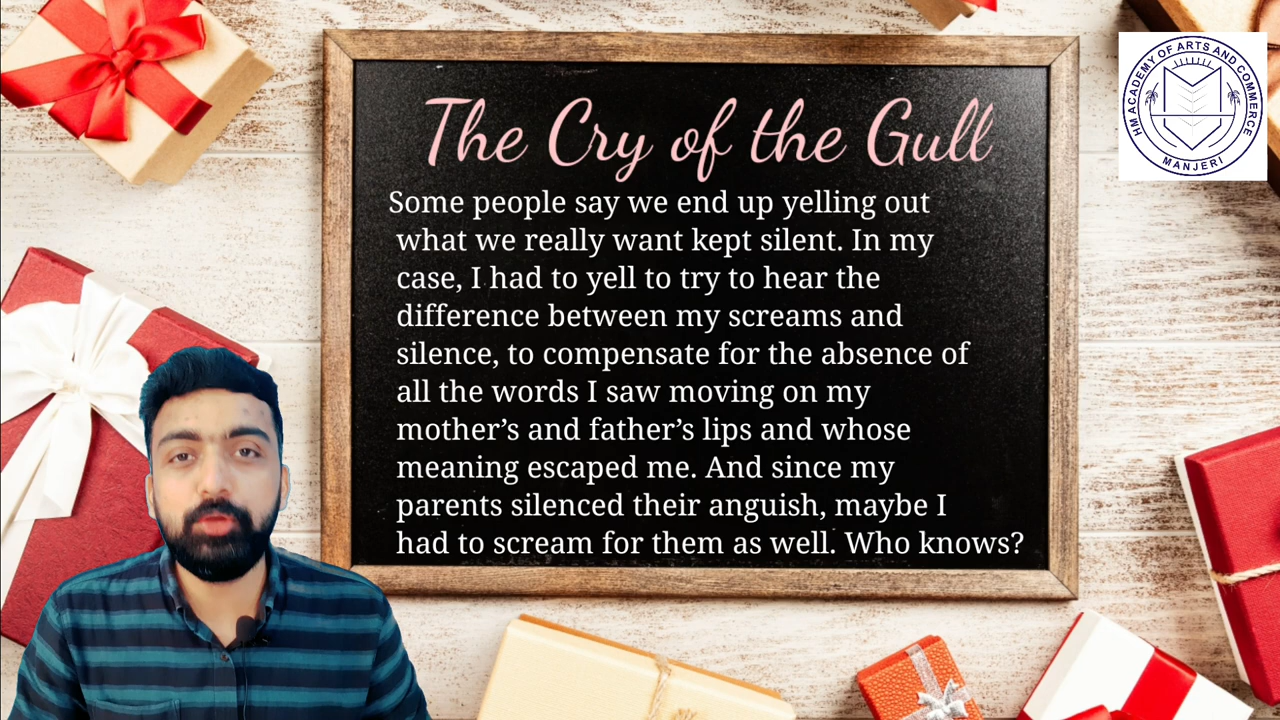 The Cry of the Gull
Some people say we end up yelling out
what we really want kept silent. In my
case, I had to yell to try to hear the
difference between my screams and
silence, to compensate for the absence of
all the words I saw moving on my
mother’s and father’s lips and whose
meaning escaped me. And since my
parents silenced their anguish, maybe I
had to scream for them as well. Who knows?
HM ACADEMY OF ARTS AND COMMERCE
MANJERI